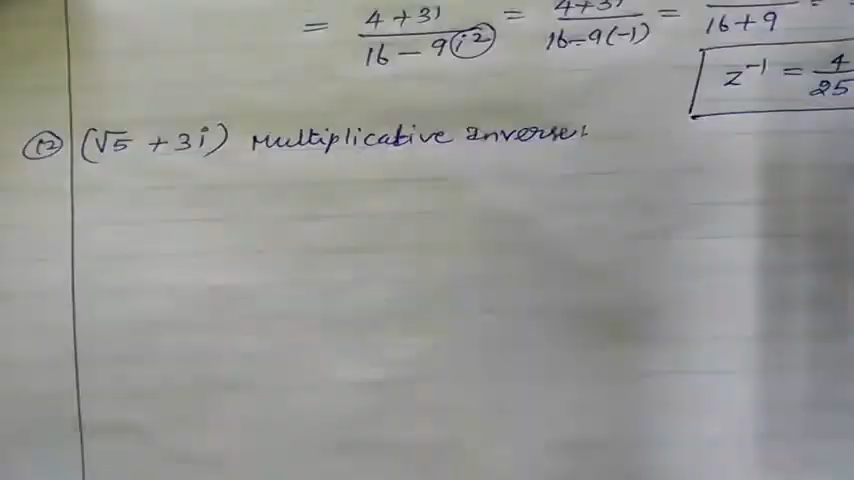 = 4+3i / 16-9i² = 4+3i / 16-9(-1) = 16+9
z⁻¹ = 4/25
(12) (√5 + 3i) Multiplicative Inverse: